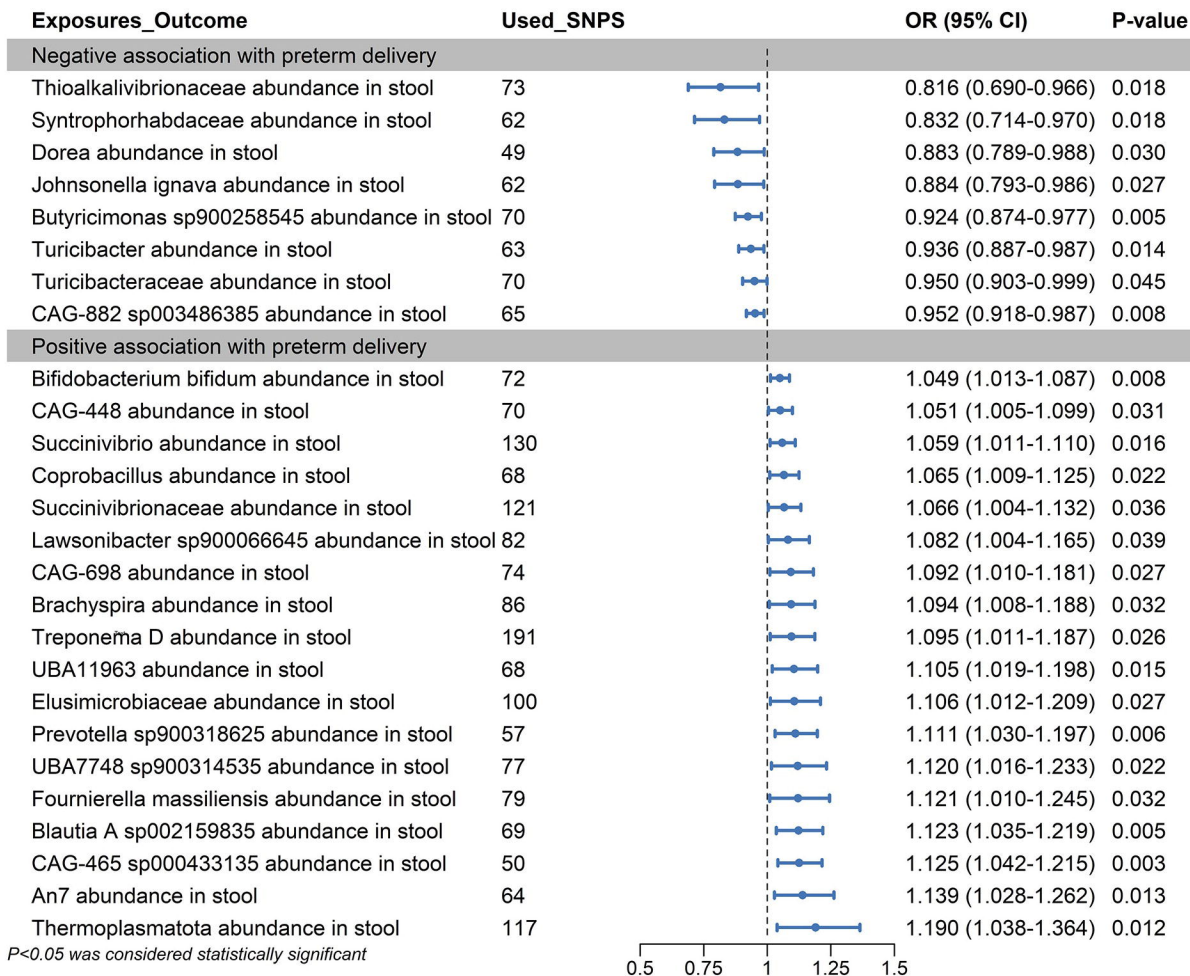 Exposures_Outcome Used_SNPS OR (95% CI) P-value
Negative association with preterm delivery
Thioalkalivibrionaceae abundance in stool 73 0.816 (0.690-0.966) 0.018
Syntrophorhabdaceae abundance in stool 62 0.832 (0.714-0.970) 0.018
Dorea abundance in stool 49 0.883 (0.789-0.988) 0.030
Johnsonella ignava abundance in stool 62 0.884 (0.793-0.986) 0.027
Butyricimonas sp900258545 abundance in stool 70 0.924 (0.874-0.977) 0.005
Turicibacter abundance in stool 63 0.936 (0.887-0.987) 0.014
Turicibacteraceae abundance in stool 70 0.950 (0.903-0.999) 0.045
CAG-882 sp003486385 abundance in stool 65 0.952 (0.918-0.987) 0.008
Positive association with preterm delivery
Bifidobacterium bifidum abundance in stool 72 1.049 (1.013-1.087) 0.008
CAG-448 abundance in stool 70 1.051 (1.005-1.099) 0.031
Succinivibrio abundance in stool 130 1.059 (1.011-1.110) 0.016
Coprobacillus abundance in stool 68 1.065 (1.009-1.125) 0.022
Succinivibrionaceae abundance in stool 121 1.066 (1.004-1.132) 0.036
Lawsonibacter sp900066645 abundance in stool 82 1.082 (1.004-1.165) 0.039
CAG-698 abundance in stool 74 1.092 (1.010-1.181) 0.027
Brachyspira abundance in stool 86 1.094 (1.008-1.188) 0.032
Treponema D abundance in stool 191 1.095 (1.011-1.187) 0.026
UBA11963 abundance in stool 68 1.105 (1.019-1.198) 0.015
Elusimicrobiaceae abundance in stool 100 1.106 (1.012-1.209) 0.027
Prevotella sp900318625 abundance in stool 57 1.111 (1.030-1.197) 0.006
UBA7748 sp900314535 abundance in stool 77 1.120 (1.016-1.233) 0.022
Fournierella massiliensis abundance in stool 79 1.121 (1.010-1.245) 0.032
Blautia A sp002159835 abundance in stool 69 1.123 (1.035-1.219) 0.005
CAG-465 sp000433135 abundance in stool 50 1.125 (1.042-1.215) 0.003
An7 abundance in stool 64 1.139 (1.028-1.262) 0.013
Thermoplasmatota abundance in stool 117 1.190 (1.038-1.364) 0.012
P<0.05 was considered statistically significant
0.5 0.75 1 1.25 1.5